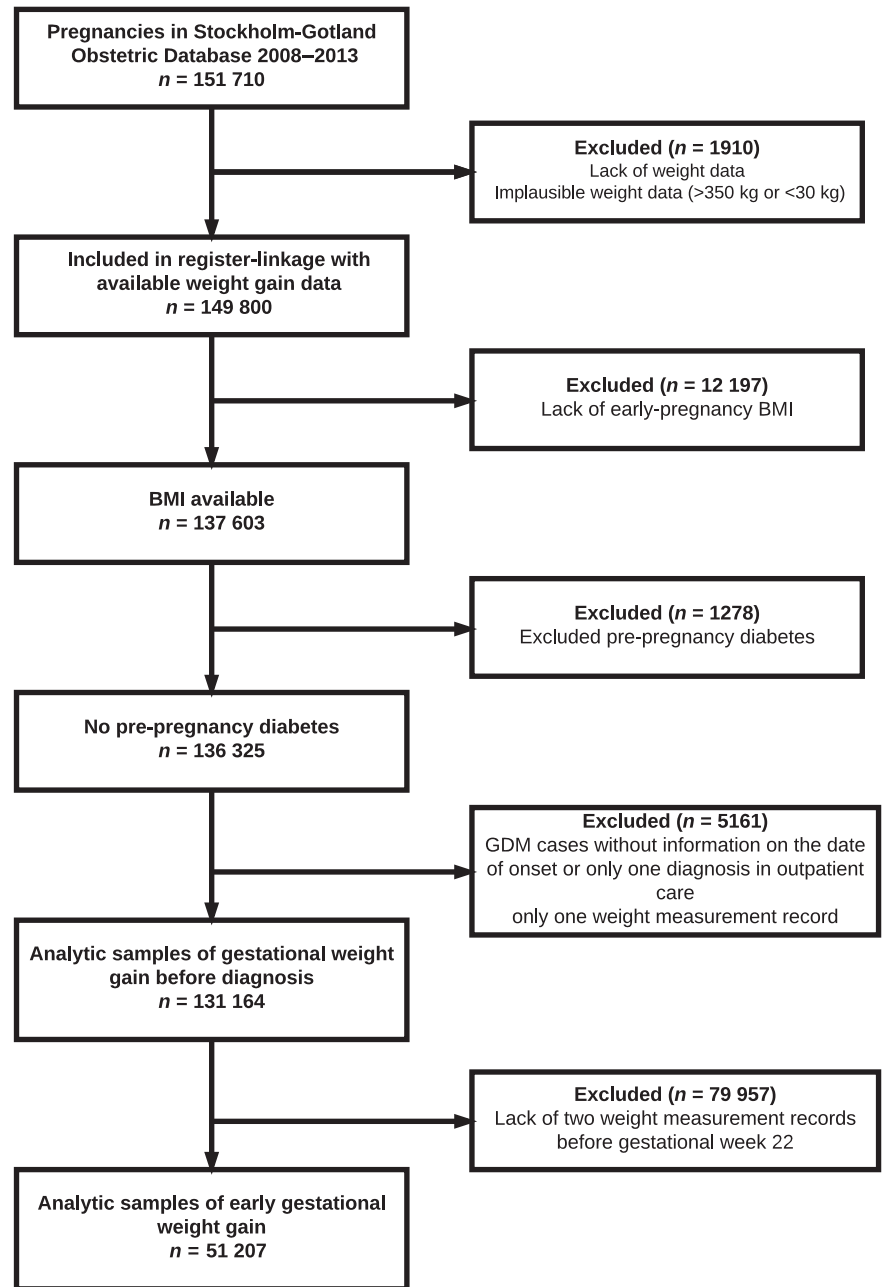 Pregnancies in Stockholm-Gotland
Obstetric Database 2008–2013
n = 151 710
Excluded (n = 1910)
Lack of weight data
Implausible weight data (>350 kg or <30 kg)
Included in register-linkage with
available weight gain data
n = 149 800
Excluded (n = 12 197)
Lack of early-pregnancy BMI
BMI available
n = 137 603
Excluded (n = 1278)
Excluded pre-pregnancy diabetes
No pre-pregnancy diabetes
n = 136 325
Excluded (n = 5161)
GDM cases without information on the date
of onset or only one diagnosis in outpatient
care
only one weight measurement record
Analytic samples of gestational weight
gain before diagnosis
n = 131 164
Excluded (n = 79 957)
Lack of two weight measurement records
before gestational week 22
Analytic samples of early gestational
weight gain
n = 51 207